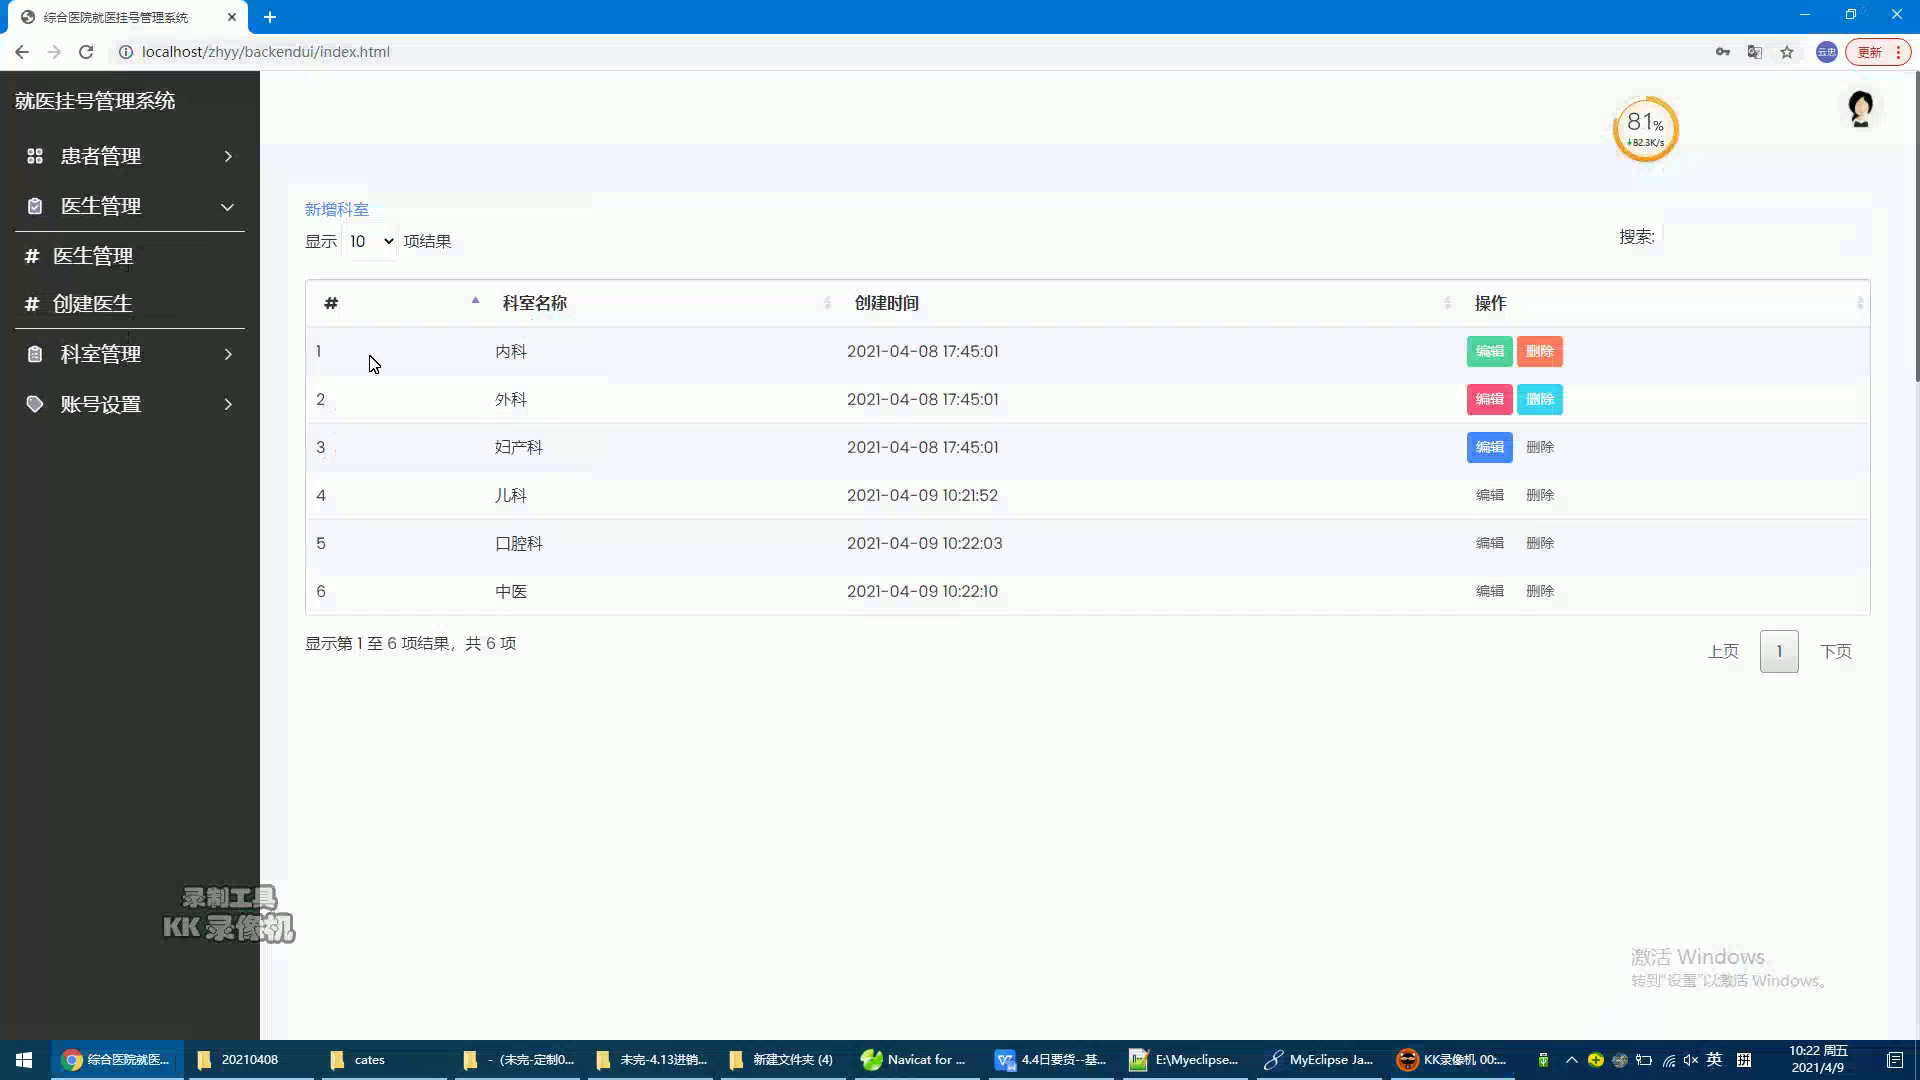 综合医院就医挂号管理系统
localhost/zhyy/backendui/index.html
云忠
更新
就医挂号管理系统
患者管理
医生管理
# 医生管理
# 创建医生
科室管理
账号设置
81%
+82.3K/s
新增科室
显示 10 项结果
搜索:
# 科室名称 创建时间 操作
1 内科 2021-04-08 17:45:01 编辑 删除
2 外科 2021-04-08 17:45:01 编辑 删除
3 妇产科 2021-04-08 17:45:01 编辑 删除
4 儿科 2021-04-09 10:21:52 编辑 删除
5 口腔科 2021-04-09 10:22:03 编辑 删除
6 中医 2021-04-09 10:22:10 编辑 删除
显示第 1 至 6 项结果，共 6 项
上页 1 下页
录制工具
KK 录像机
激活 Windows
转到"设置"以激活 Windows。
综合医院就医... 20210408 cates -（未完-定制0... 未完-4.13进销... 新建文件夹 (4) Navicat for ... 4.4日要货--基... E:\Myeclipse... MyEclipse Ja... KK录像机 00:... 英 拼
10:22 周五
2021/4/9